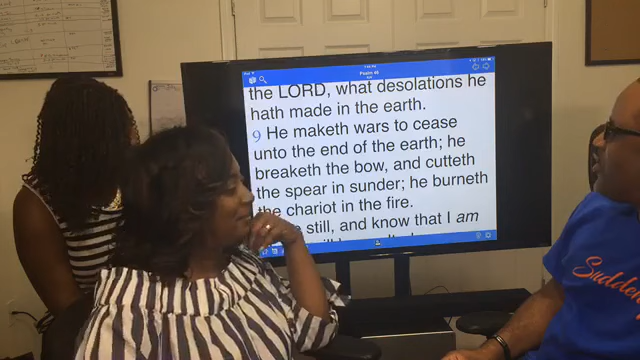 Psalm 46
the LORD, what desolations he
hath made in the earth.
9 He maketh wars to cease
unto the end of the earth; he
breaketh the bow, and cutteth
the spear in sunder; he burneth
the chariot in the fire.
still, and know that I am
Sudden